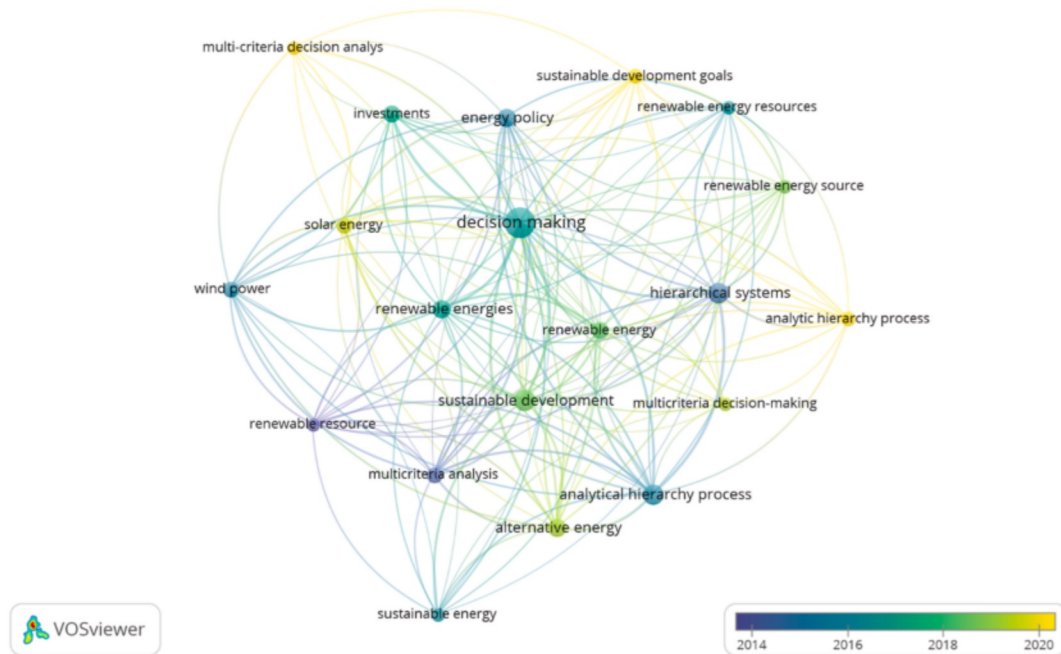 multi-criteria decision analys
sustainable development goals
renewable energy resources
investments
energy policy
renewable energy source
solar energy
decision making
wind power
hierarchical systems
renewable energies
analytic hierarchy process
renewable energy
sustainable development
multicriteria decision-making
renewable resource
multicriteria analysis
analytical hierarchy process
alternative energy
sustainable energy
VOSviewer
2014 2016 2018 2020